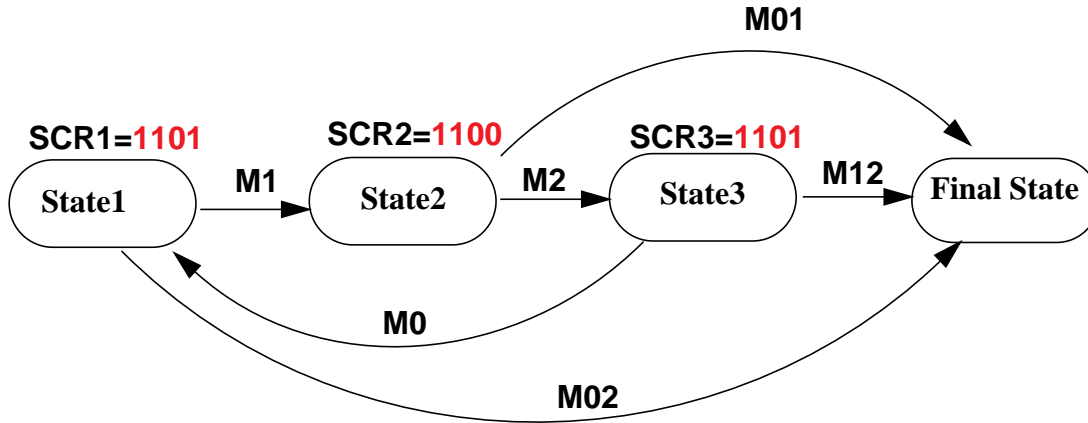 M01
SCR1=1101
SCR2=1100
SCR3=1101
State1
M1
State2
M2
State3
M12
Final State
M0
M02